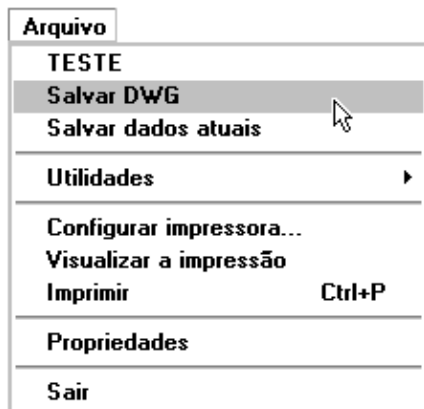 Arquivo
TESTE
Salvar DWG
Salvar dados atuais
Utilidades
Configurar impressora...
Visualizar a impressão
Imprimir Ctrl+P
Propriedades
Sair